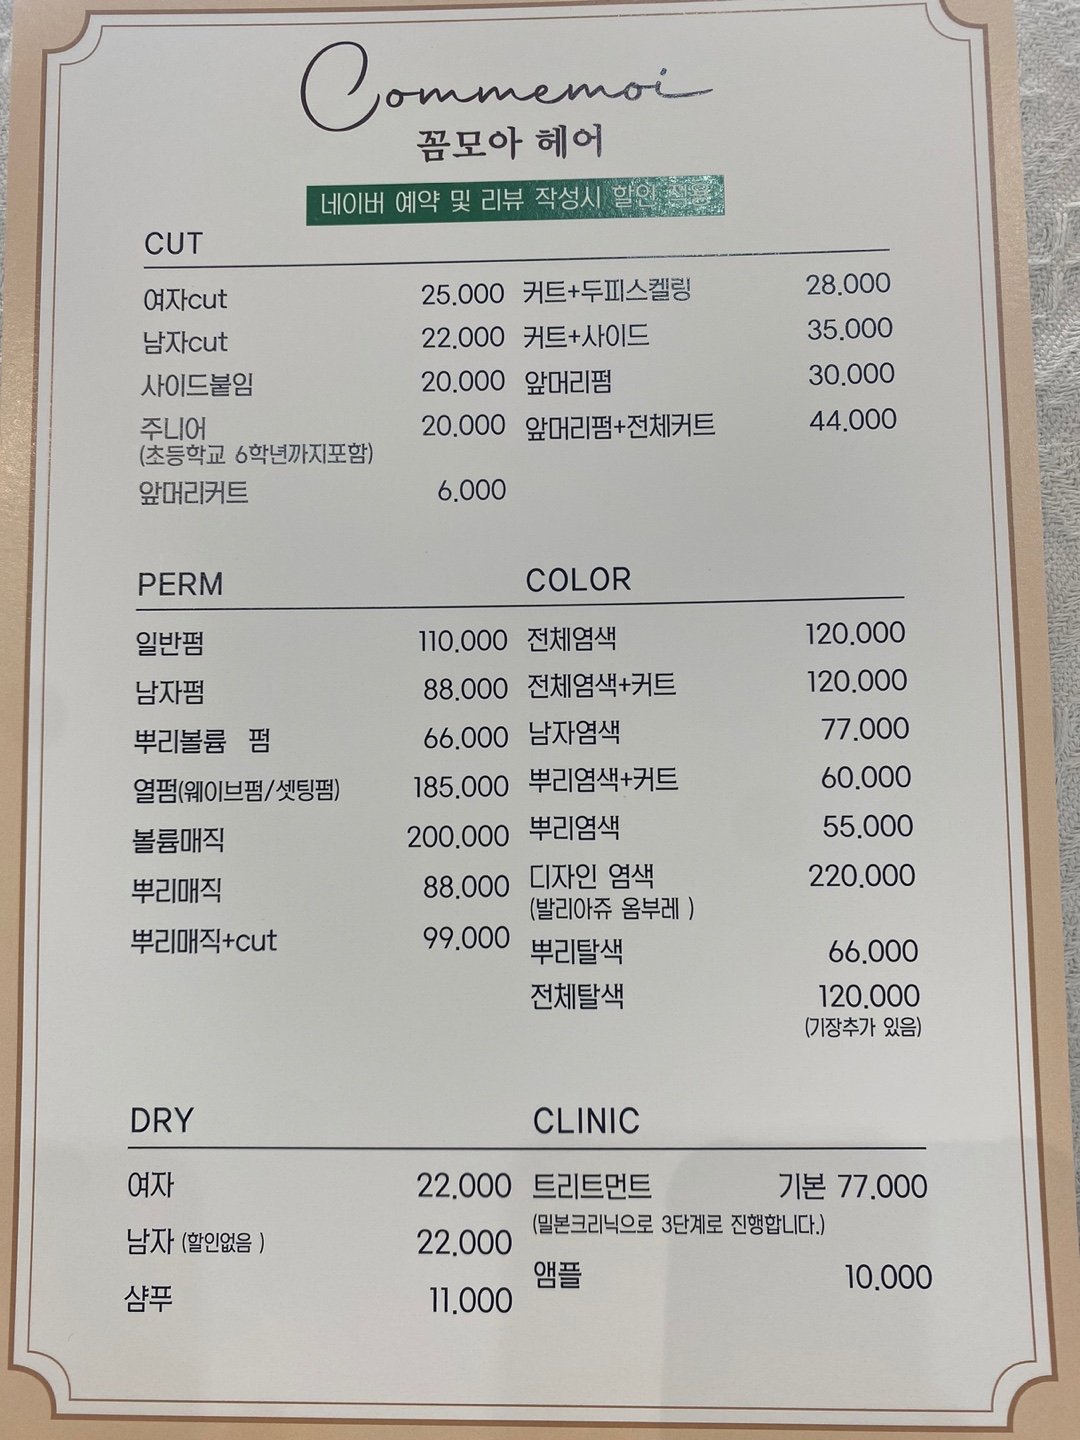 Commemoi
꼼모아 헤어
네이버 예약 및 리뷰 작성시 할인 적용
CUT
여자cut 25.000
남자cut 22.000
사이드붙임 20.000
주니어 20.000
(초등학교 6학년까지포함)
앞머리커트 6.000
커트+두피스켈링 28.000
커트+사이드 35.000
앞머리펌 30.000
앞머리펌+전체커트 44.000
PERM
일반펌 110.000
남자펌 88.000
뿌리볼륨 펌 66.000
열펌(웨이브펌/셋팅펌) 185.000
볼륨매직 200.000
뿌리매직 88.000
뿌리매직+cut 99.000
COLOR
전체염색 120.000
전체염색+커트 120.000
남자염색 77.000
뿌리염색+커트 60.000
뿌리염색 55.000
디자인 염색 220.000
(발리아쥬 옴부레 )
뿌리탈색 66.000
전체탈색 120.000
(기장추가 있음)
DRY
여자 22.000
남자 (할인없음 ) 22.000
샴푸 11.000
CLINIC
트리트먼트 기본 77.000
(밀본크리닉으로 3단계로 진행합니다.)
앰플 10.000